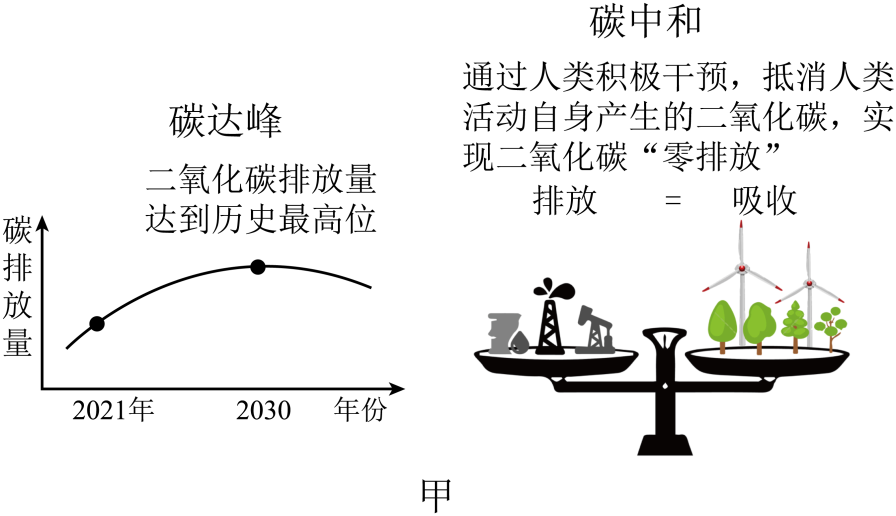 碳达峰
二氧化碳排放量
达到历史最高位
碳排放量
2021年
2030
年份
碳中和
通过人类积极干预，抵消人类
活动自身产生的二氧化碳，实
现二氧化碳“零排放”
排放 = 吸收
甲